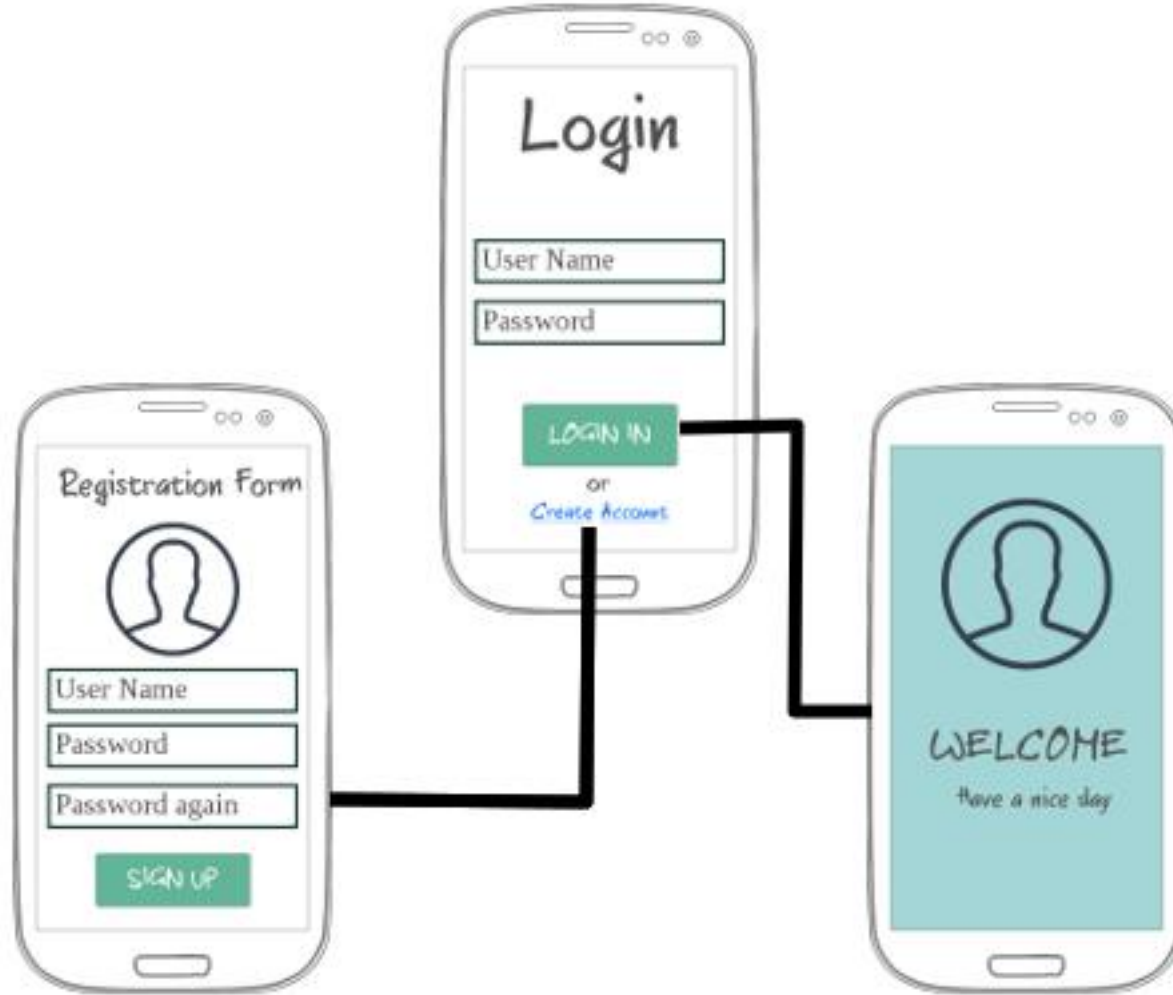 Login
User Name
Password
LOGIN IN
or
Create Account
Registration Form
User Name
Password
Password again
SIGN UP
WELCOME
Have a nice day